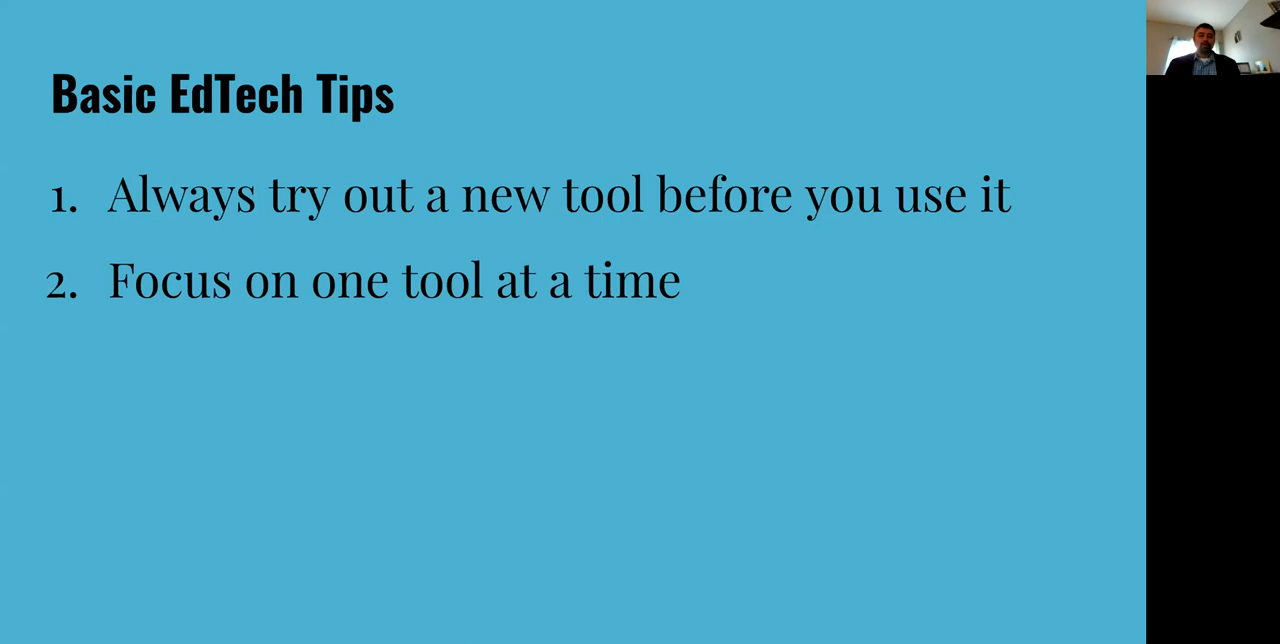 Basic EdTech Tips
1. Always try out a new tool before you use it
2. Focus on one tool at a time